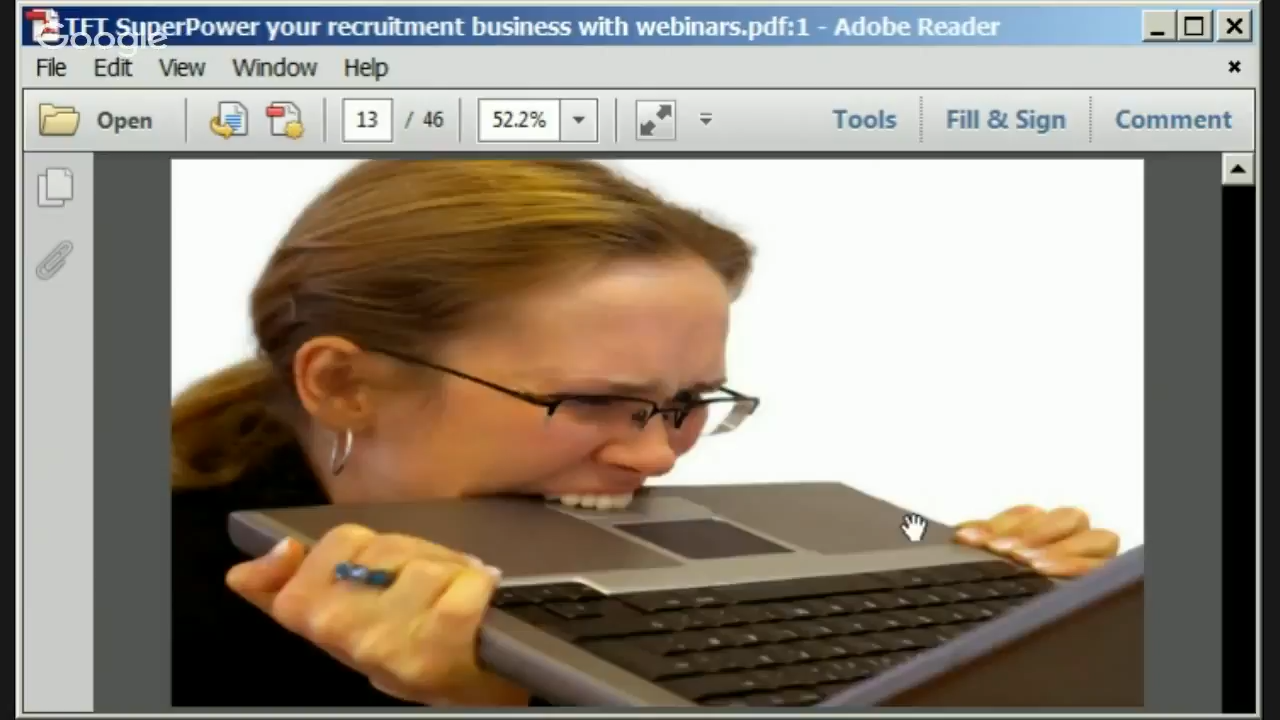 TFT SuperPower your recruitment business with webinars.pdf:1 - Adobe Reader
Google
File Edit View Window Help
Open 13 / 46 52.2% Tools Fill & Sign Comment